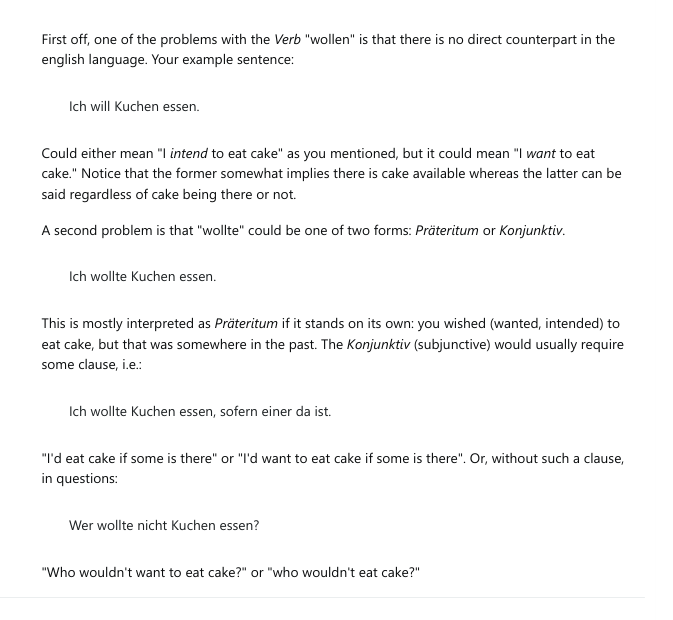 First off, one of the problems with the Verb "wollen" is that there is no direct counterpart in the
english language. Your example sentence:
Ich will Kuchen essen.
Could either mean "I intend to eat cake" as you mentioned, but it could mean "I want to eat
cake." Notice that the former somewhat implies there is cake available whereas the latter can be
said regardless of cake being there or not.
A second problem is that "wollte" could be one of two forms: Präteritum or Konjunktiv.
Ich wollte Kuchen essen.
This is mostly interpreted as Präteritum if it stands on its own: you wished (wanted, intended) to
eat cake, but that was somewhere in the past. The Konjunktiv (subjunctive) would usually require
some clause, i.e.:
Ich wollte Kuchen essen, sofern einer da ist.
"I'd eat cake if some is there" or "I'd want to eat cake if some is there". Or, without such a clause,
in questions:
Wer wollte nicht Kuchen essen?
"Who wouldn't want to eat cake?" or "who wouldn't eat cake?"